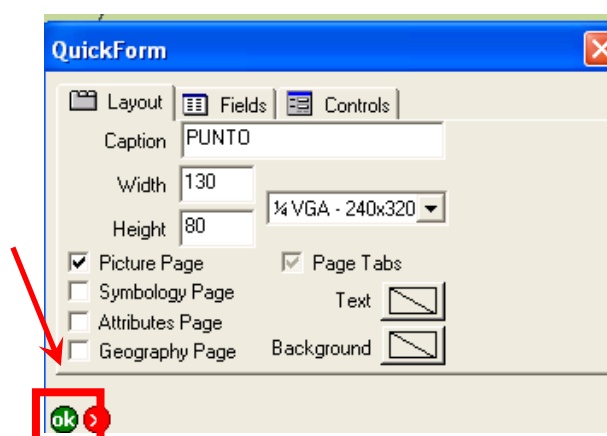 QuickForm
Layout Fields Controls
Caption PUNTO
Width 130
¼ VGA - 240x320
Height 80
Picture Page Page Tabs
Symbology Page Text
Attributes Page
Geography Page Background
ok